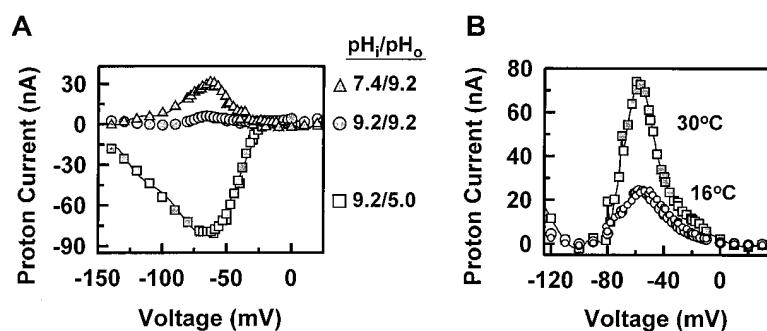 A
pHi/pHo
7.4/9.2
9.2/9.2
9.2/5.0
30
0
-30
-60
-90
Proton Current (nA)
-150 -100 -50 0
Voltage (mV)
B
80
60
40
20
0
Proton Current (nA)
30°C
16°C
-120 -80 -40 0
Voltage (mV)